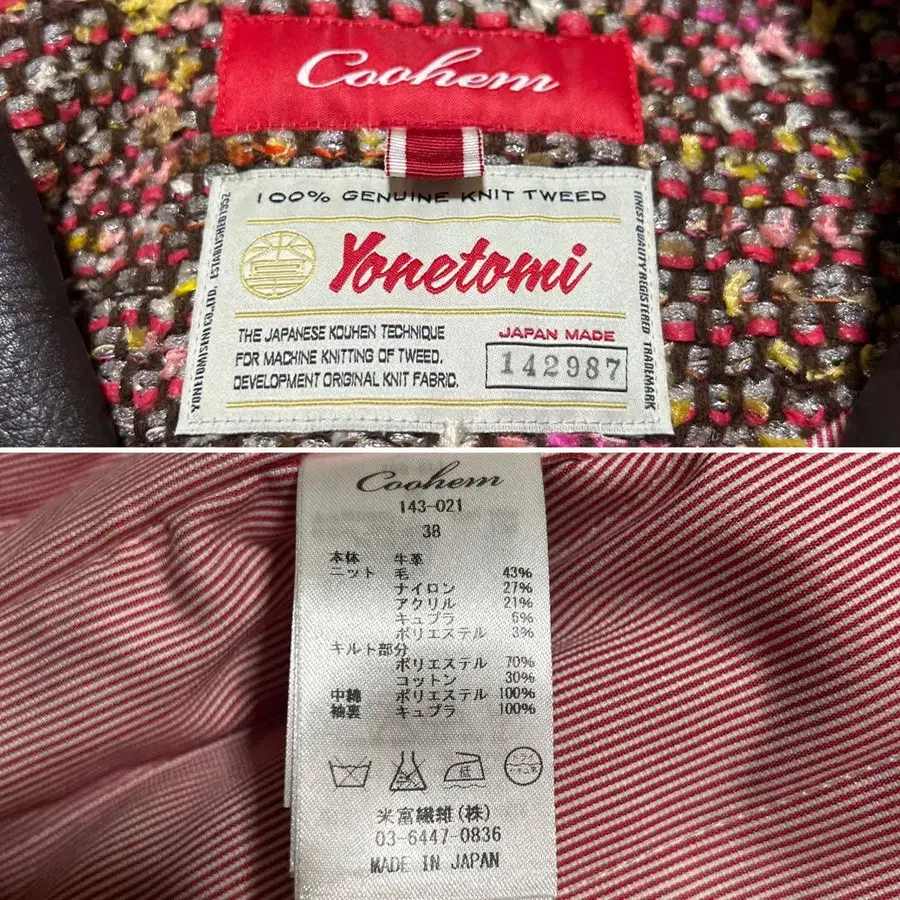 Coohem
100% GENUINE KNIT TWEED
Yonetomi
THE JAPANESE KOUHEN TECHNIQUE
FOR MACHINE KNITTING OF TWEED.
DEVELOPMENT ORIGINAL KNIT FABRIC.
JAPAN MADE
142987
FINEST QUALITY REGISTERED TRADEMARK
Coohem
143-021
38
本体 牛革
ニット 毛 43%
ナイロン 27%
アクリル 21%
キュプラ 6%
ポリエステル 3%
キルト部分
ポリエステル 70%
コットン 30%
中綿 ポリエステル 100%
袖裏 キュプラ 100%
低
米富繊維(株)
03-6447-0836
MADE IN JAPAN